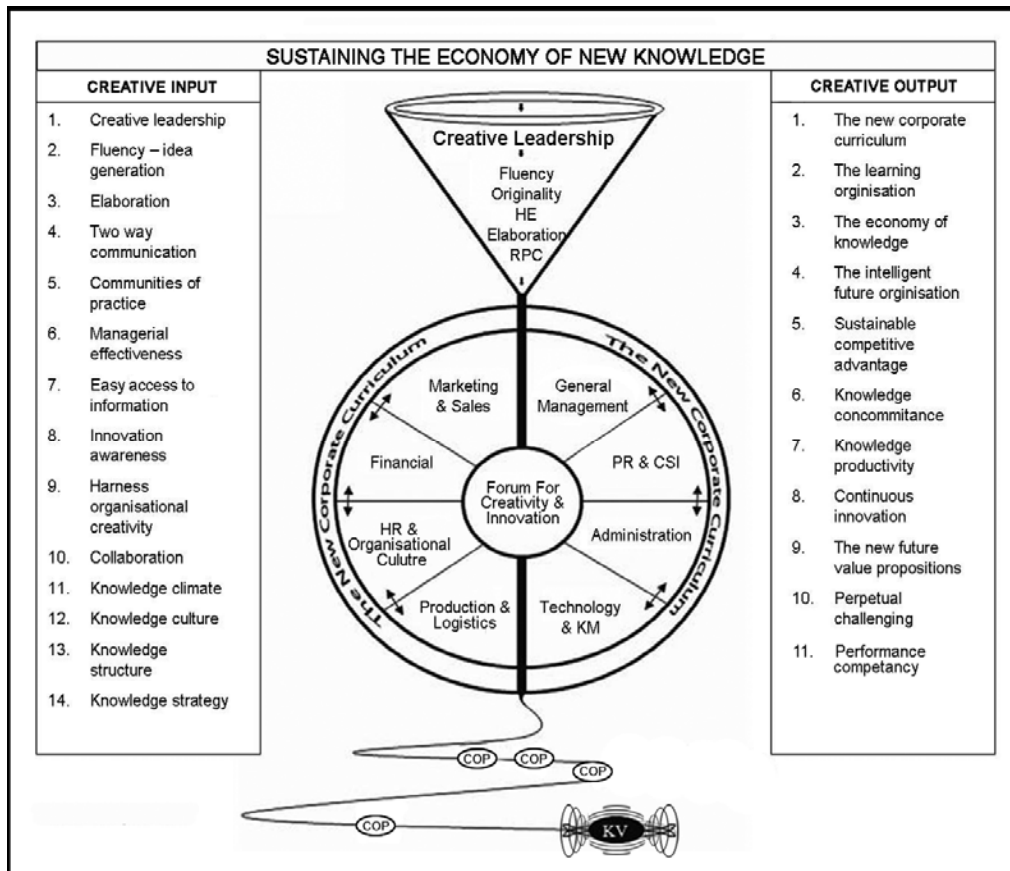 SUSTAINING THE ECONOMY OF NEW KNOWLEDGE
CREATIVE INPUT
1. Creative leadership
2. Fluency – idea
generation
3. Elaboration
4. Two way
communication
5. Communities of
practice
6. Managerial
effectiveness
7. Easy access to
information
8. Innovation
awareness
9. Harness
organisational
creativity
10. Collaboration
11. Knowledge climate
12. Knowledge culture
13. Knowledge
structure
14. Knowledge strategy
Creative Leadership
Fluency
Originality
HE
Elaboration
RPC
The New Corporate Curriculum
The New Corporate Curriculum
Marketing
& Sales
General
Management
Financial
PR & CSI
Forum For
Creativity &
Innovation
HR &
Organisational
Culutre
Administration
Production &
Logistics
Technology
& KM
COP
COP
COP
COP
KV
CREATIVE OUTPUT
1. The new corporate
curriculum
2. The learning
orginisation
3. The economy of
knowledge
4. The intelligent
future orginisation
5. Sustainable
competitive
advantage
6. Knowledge
concommitance
7. Knowledge
productivity
8. Continuous
innovation
9. The new future
value propositions
10. Perpetual
challenging
11. Performance
competancy